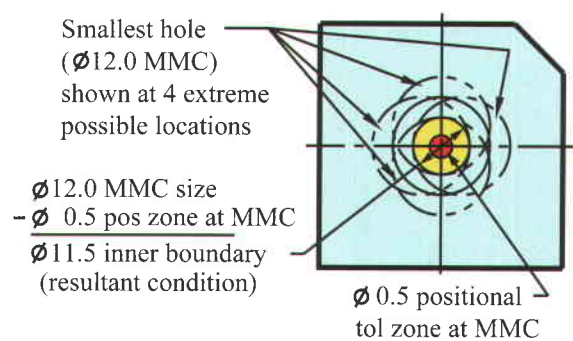 Smallest hole
(Ø12.0 MMC)
shown at 4 extreme
possible locations
Ø12.0 MMC size
-Ø 0.5 pos zone at MMC
Ø11.5 inner boundary
(resultant condition)
Ø 0.5 positional
tol zone at MMC